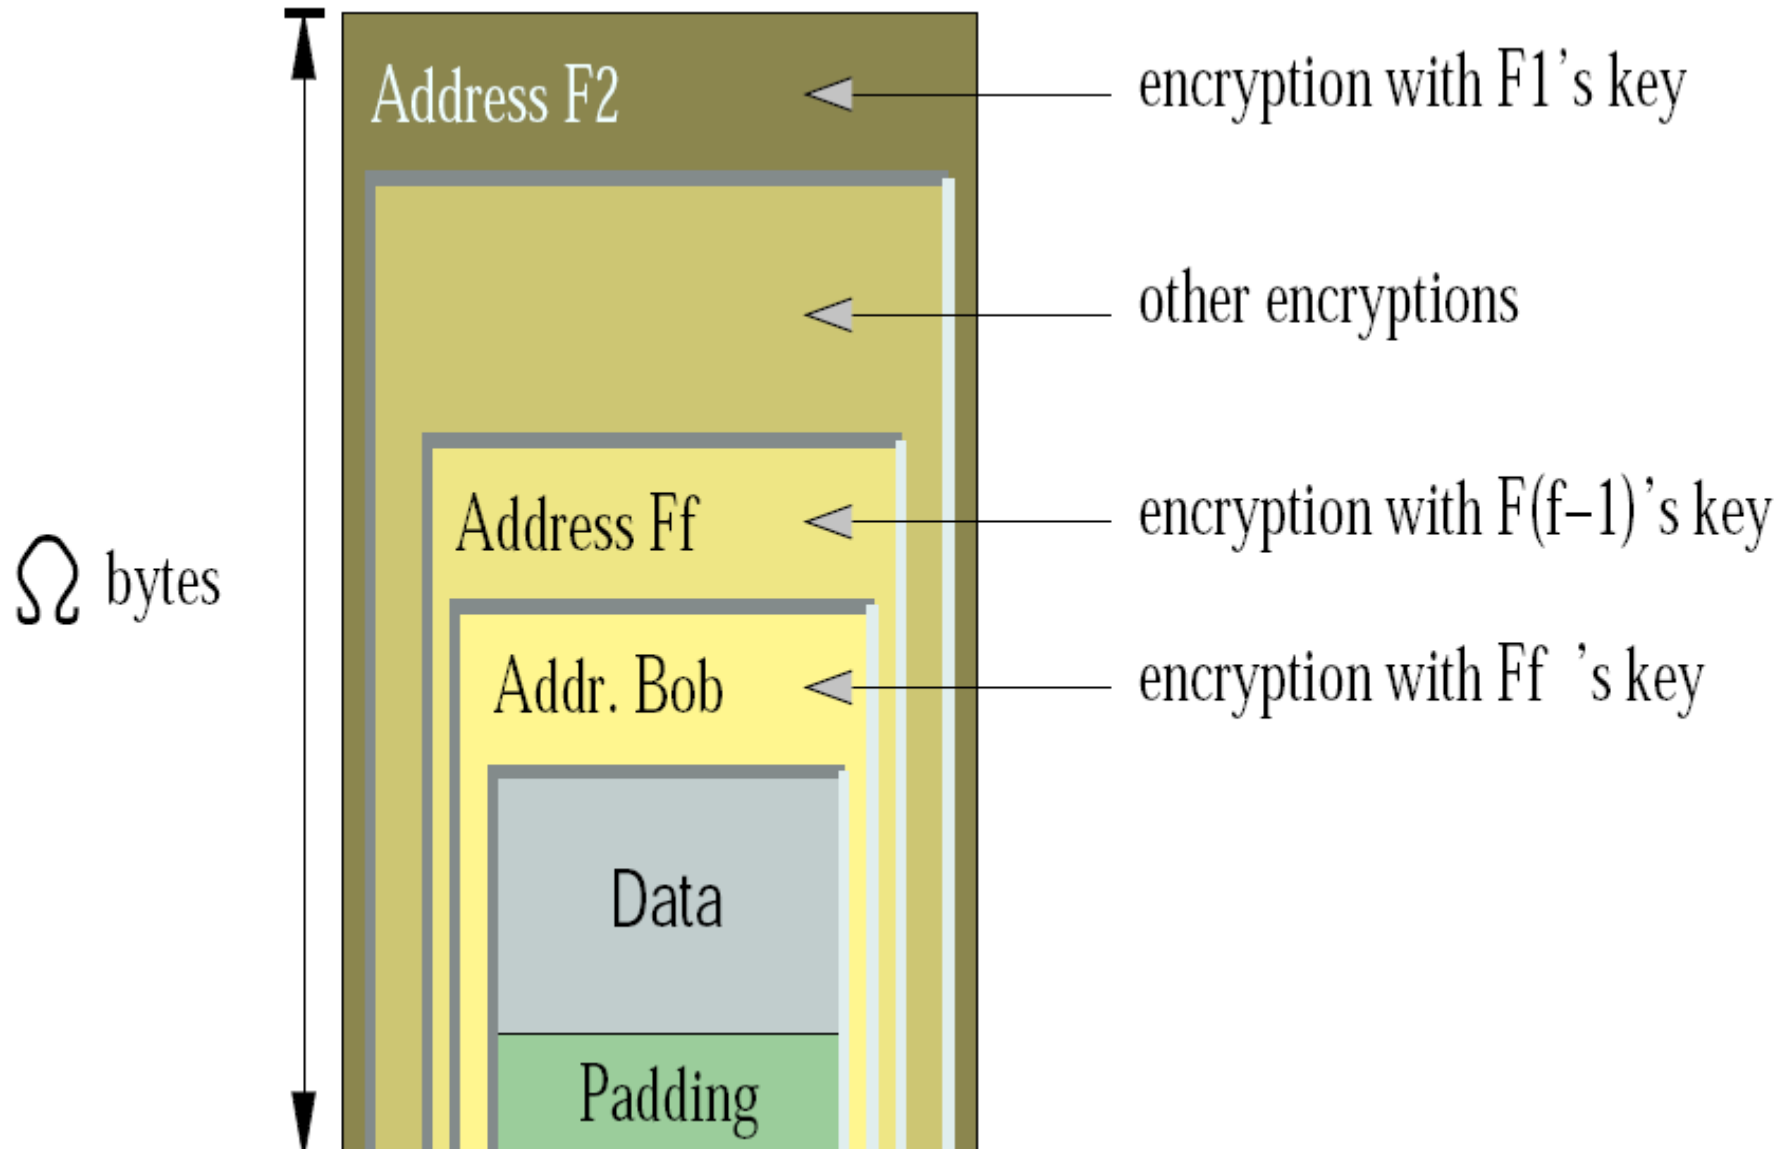 Address F2
encryption with F1's key
other encryptions
Address Ff
encryption with F(f-1)'s key
Ω bytes
Addr. Bob
encryption with Ff 's key
Data
Padding